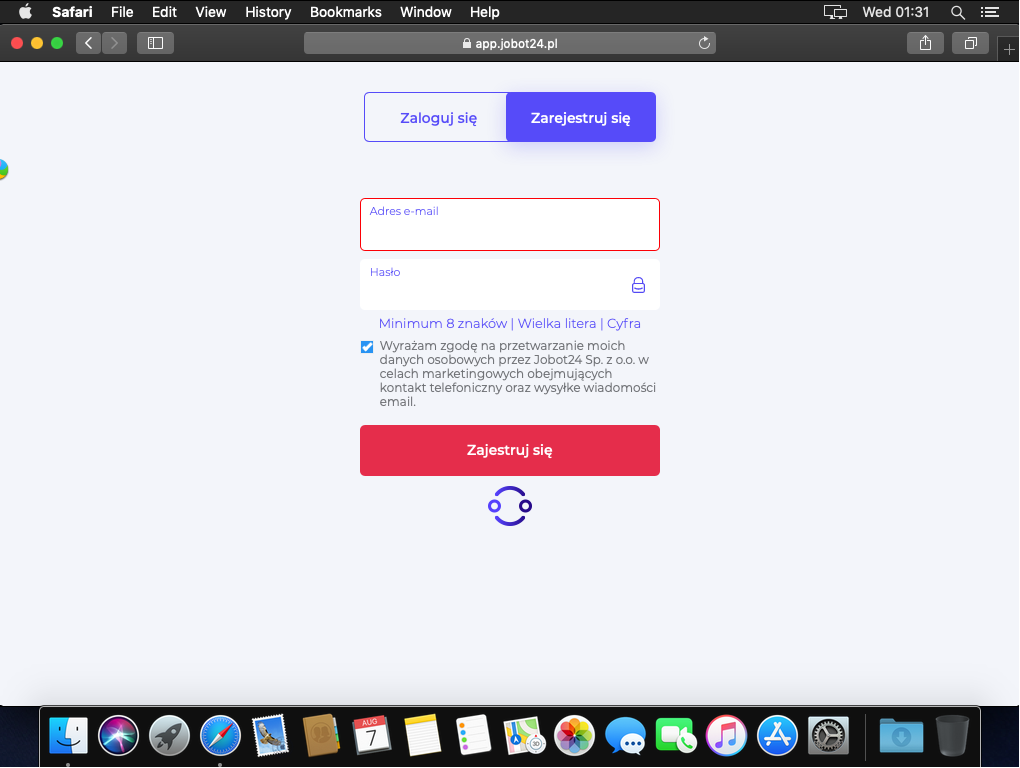 Safari File Edit View History Bookmarks Window Help Wed 01:31
app.jobot24.pl
Zaloguj się Zarejestruj się
Adres e-mail
Hasło
Minimum 8 znaków | Wielka litera | Cyfra
Wyrażam zgodę na przetwarzanie moich
danych osobowych przez Jobot24 Sp. z o.o. w
celach marketingowych obejmujących
kontakt telefoniczny oraz wysyłke wiadomości
email.
Zajestruj się
AUG
7